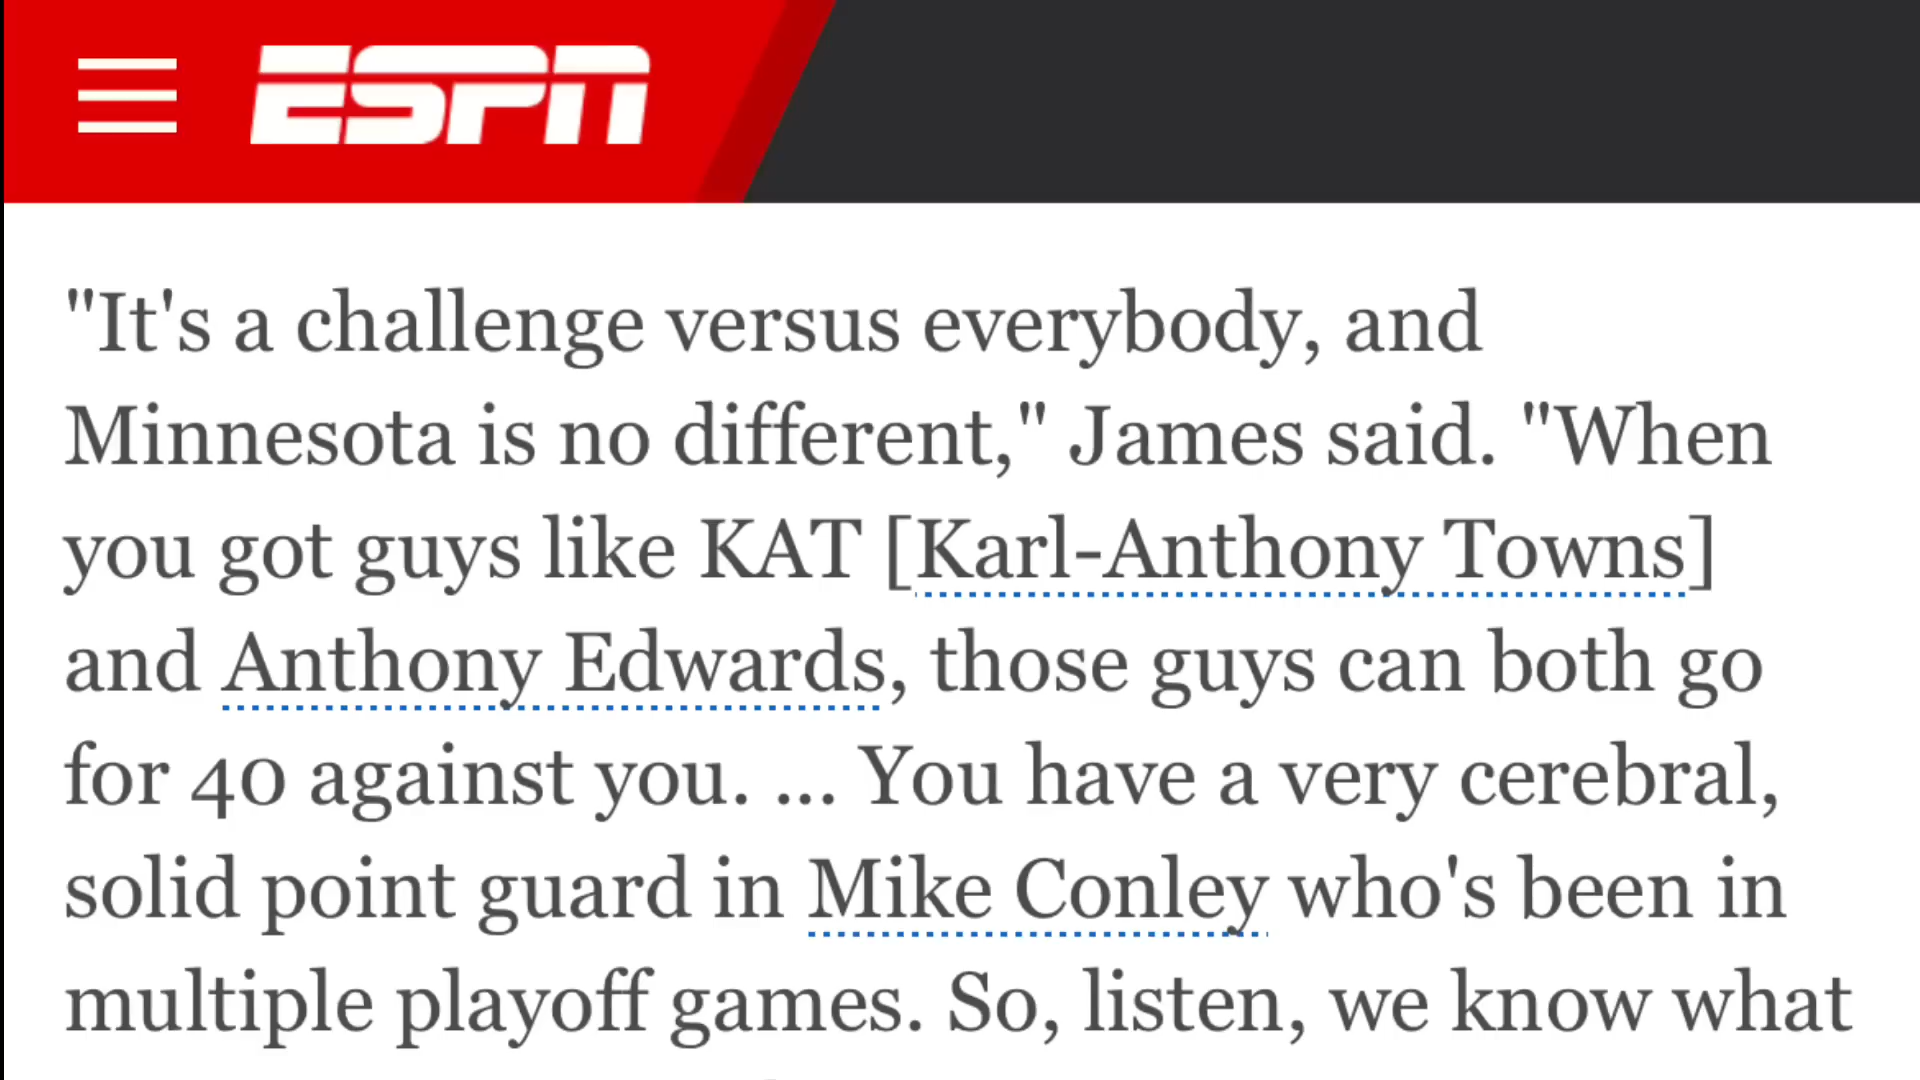 ESPN
"It's a challenge versus everybody, and
Minnesota is no different," James said. "When
you got guys like KAT [Karl-Anthony Towns]
and Anthony Edwards, those guys can both go
for 40 against you. ... You have a very cerebral,
solid point guard in Mike Conley who's been in
multiple playoff games. So, listen, we know what